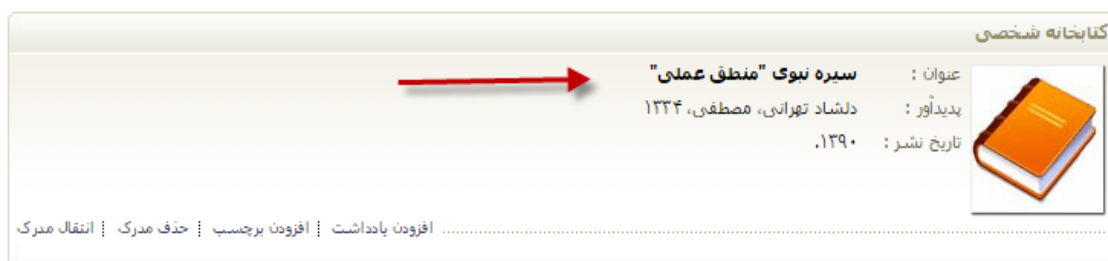 کتابخانه شخصی
عنوان : سیره نبوی "منطق عملی"
پدیدآور : دلشاد تهرانی، مصطفی، ۱۳۳۴
تاریخ نشر : ۱۳۹۰.
افزودن یادداشت | افزودن برچسب | حذف مدرک | انتقال مدرک